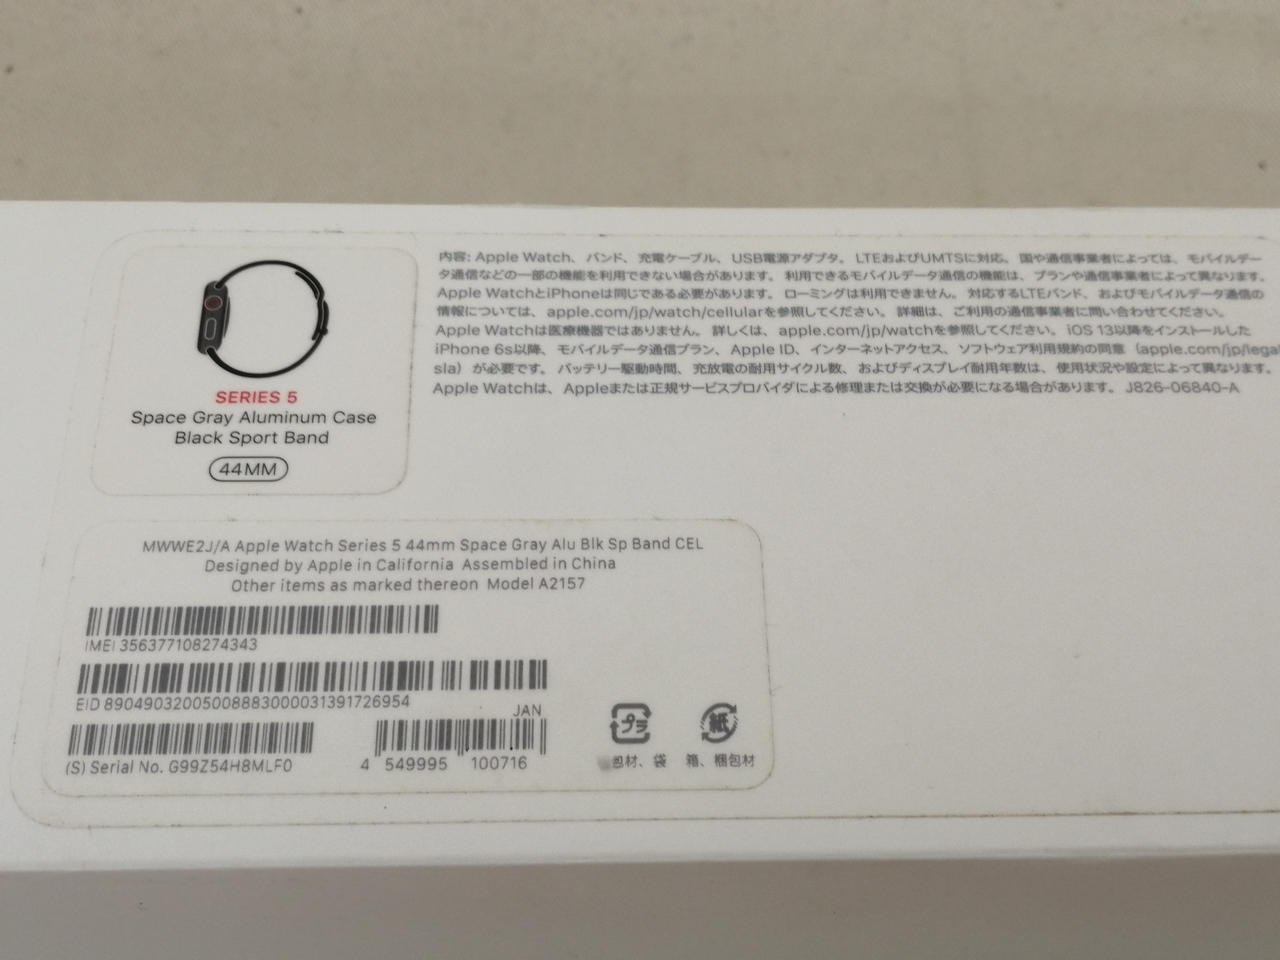 SERIES 5
Space Gray Aluminum Case
Black Sport Band
44MM
内容: Apple Watch、バンド、充電ケーブル、USB電源アダプタ。LTEおよびUMTSに対応。国や通信事業者によっては、モバイルデー
タ通信などの一部の機能を利用できない場合があります。利用できるモバイルデータ通信の機能は、プランや通信事業者によって異なります。
Apple WatchとiPhoneは同じである必要があります。ローミングは利用できません。対応するLTEバンド、およびモバイルデータ通信の
情報については、apple.com/jp/watch/cellularを参照してください。詳細は、ご利用の通信事業者に問い合わせください。
Apple Watchは医療機器ではありません。詳しくは、apple.com/jp/watchを参照してください。iOS 13以降をインストールした
iPhone 6s以降、モバイルデータ通信プラン、Apple ID、インターネットアクセス、ソフトウェア利用規約の同意（apple.com/jp/legal
sla）が必要です。バッテリー駆動時間、充放電の耐用サイクル数、およびディスプレイ耐用年数は、使用状況や設定によって異なります。
Apple Watchは、Appleまたは正規サービスプロバイダによる修理または交換が必要になる場合があります。J826-06840-A
MWWE2J/A Apple Watch Series 5 44mm Space Gray Alu Blk Sp Band CEL
Designed by Apple in California Assembled in China
Other items as marked thereon Model A2157
IMEI 356377108274343
EID 89049032005008883000031391726954
JAN
(S) Serial No. G99Z54H8MLF0
4 549995 100716
プラ
紙
包材、袋
箱、梱包材